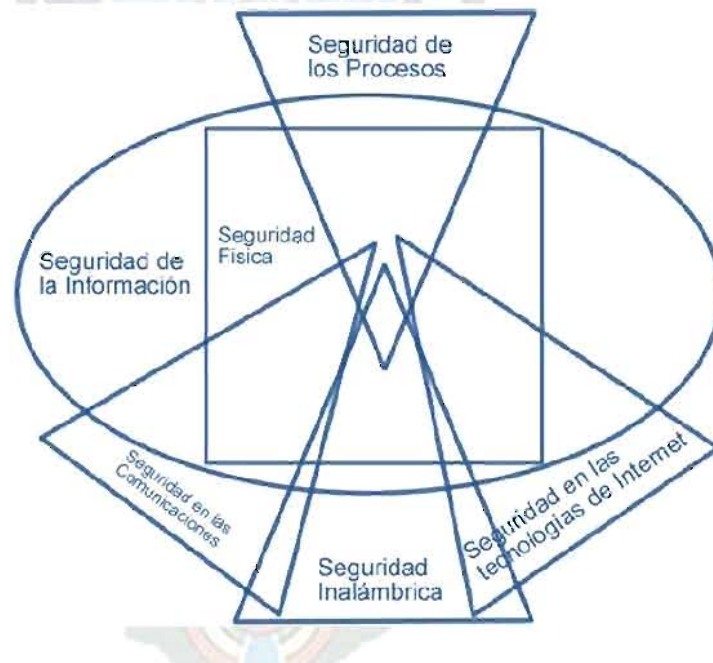 Seguridad de
los Procesos
Seguridad
Física
Seguridad de
la Información
Seguridad en las
Comunicaciones
Seguridad en las
tecnologías de Internet
Seguridad
Inalámbrica